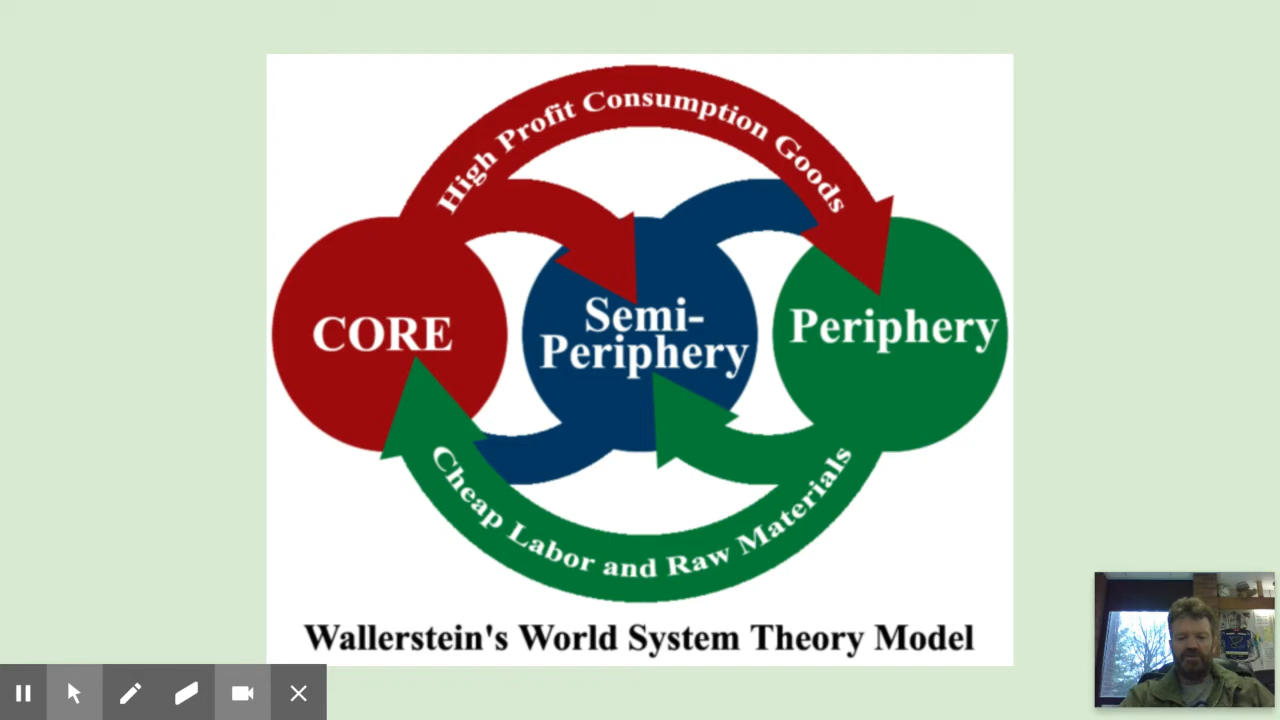 High Profit Consumption Goods
CORE
Semi-
Periphery
Periphery
Cheap Labor and Raw Materials
Wallerstein's World System Theory Model